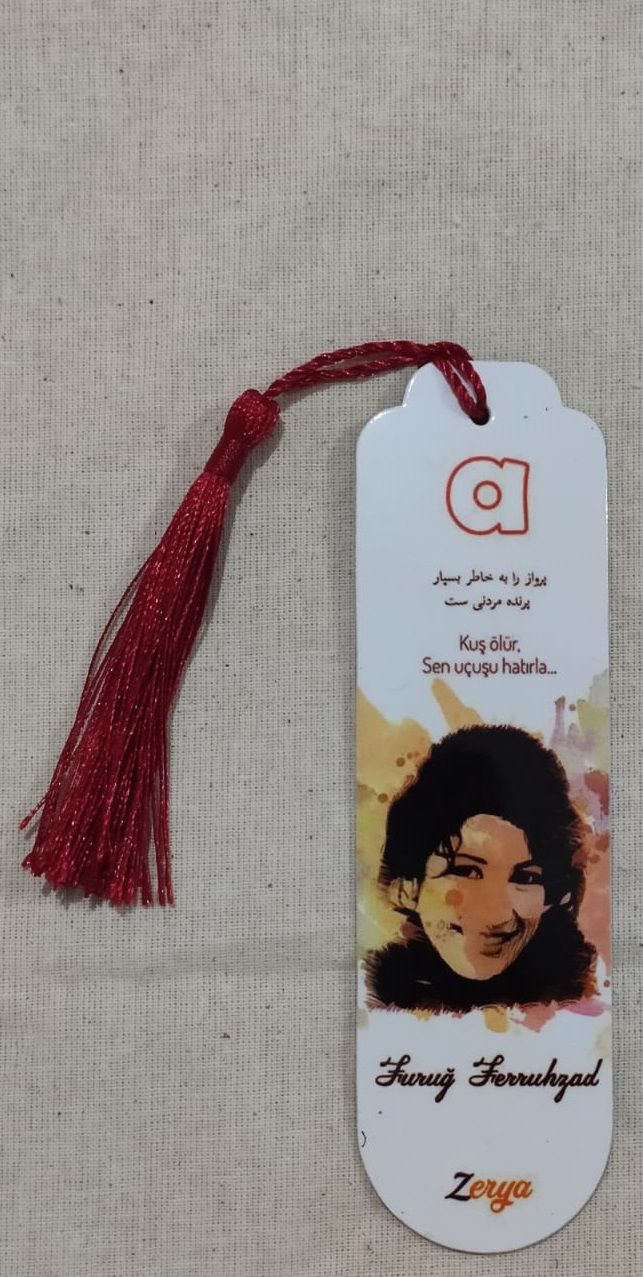 a
پرواز را به خاطر بسپار
پرنده مردنی ست
Kuş ölür,
Sen uçuşu hatırla...
Furuğ Ferruhzad
Zerya